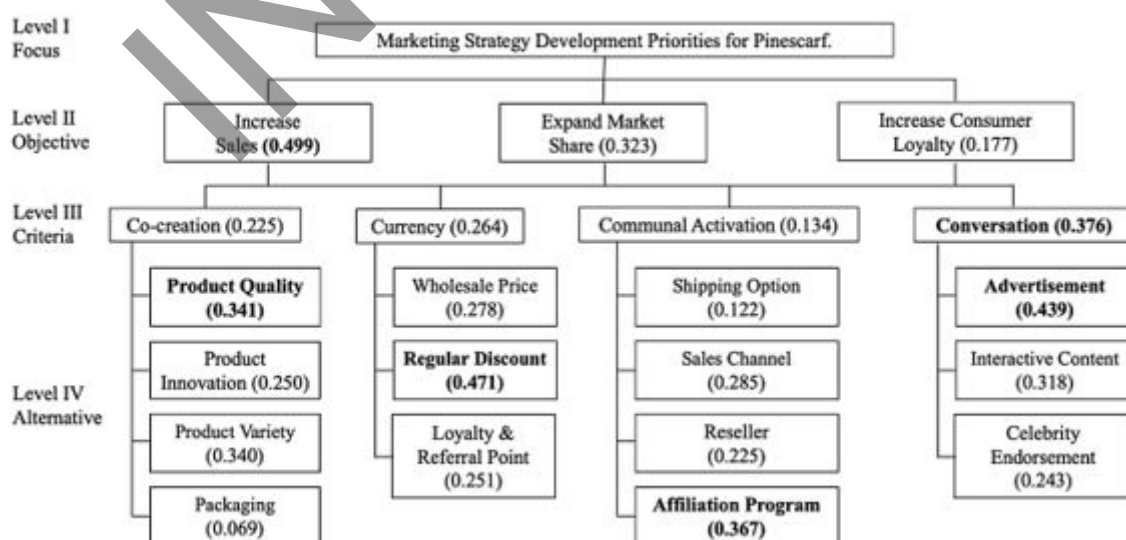 Level I
Focus
Marketing Strategy Development Priorities for Pinescarf.
Level II
Objective
Increase
Sales (0.499)
Expand Market
Share (0.323)
Increase Consumer
Loyalty (0.177)
Level III
Criteria
Co-creation (0.225)
Currency (0.264)
Communal Activation (0.134)
Conversation (0.376)
Level IV
Alternative
Product Quality
(0.341)
Product
Innovation (0.250)
Product Variety
(0.340)
Packaging
(0.069)
Wholesale Price
(0.278)
Regular Discount
(0.471)
Loyalty &
Referral Point
(0.251)
Shipping Option
(0.122)
Sales Channel
(0.285)
Reseller
(0.225)
Affiliation Program
(0.367)
Advertisement
(0.439)
Interactive Content
(0.318)
Celebrity
Endorsement
(0.243)